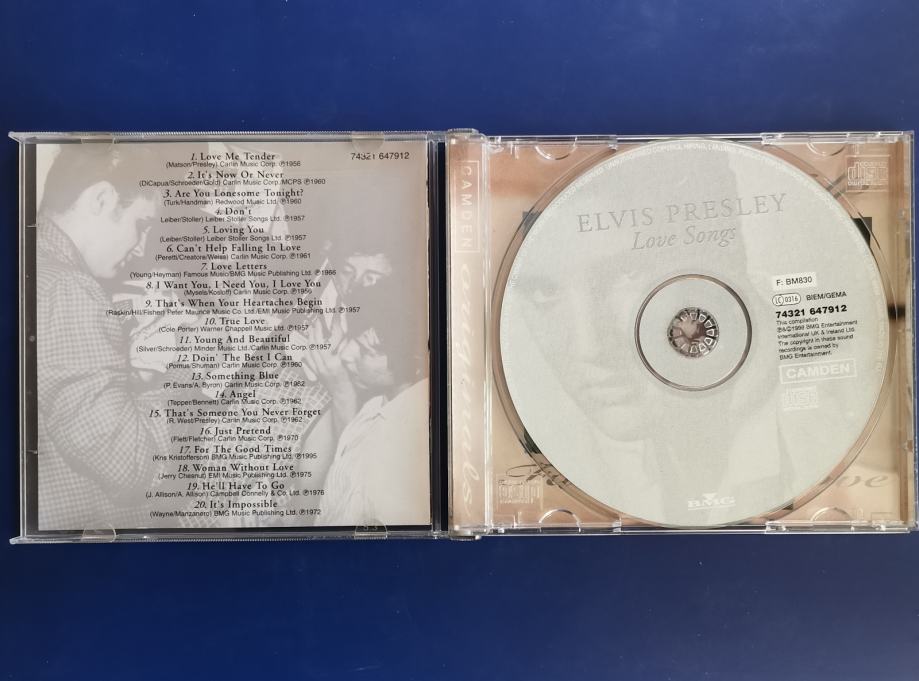 74321 647912
1. Love Me Tender
(Matson/Presley) Carlin Music Corp. ℗1956
2. It's Now Or Never
(DiCapua/Schroeder/Gold) Carlin Music Corp./MCPS ℗1960
3. Are You Lonesome Tonight?
(Turk/Handman) Redwood Music Ltd. ℗1960
4. Don't
Leiber/Stoller) Leiber Stoller Songs Ltd. ℗1957
5. Loving You
(Leiber/Stoller) Leiber Stoller Songs Ltd. ℗1957
6. Can't Help Falling In Love
(Peretti/Creatore/Weiss) Carlin Music Corp. ℗1961
7. Love Letters
(Young/Heyman) Famous Music/BMG Music Publishing Ltd. ℗1966
8. I Want You, I Need You, I Love You
(Mysels/Kosloff) Carlin Music Corp. ℗1956
9. That's When Your Heartaches Begin
(Raskin/Hill/Fisher) Peter Maurice Music Co. Ltd./EMI Music Publishing Ltd. ℗1957
10. True Love
(Cole Porter) Warner Chappell Music Ltd. ℗1957
11. Young And Beautiful
(Silver/Schroeder) Minder Music Ltd./Carlin Music Corp. ℗1957
12. Doin' The Best I Can
(Pomus/Shuman) Carlin Music Corp. ℗1960
13. Something Blue
(P. Evans/A. Byron) Carlin Music Corp. ℗1962
14. Angel
(Tepper/Bennett) Carlin Music Corp. ℗1962
15. That's Someone You Never Forget
(R. West/Presley) Carlin Music Corp. ℗1962
16. Just Pretend
(Flett/Fletcher) Carlin Music Corp. ℗1970
17. For The Good Times
(Kris Kristofferson) BMG Music Publishing Ltd. ℗1995
18. Woman Without Love
(Jerry Chesnut) EMI Music Publishing Ltd. ℗1975
19. He'll Have To Go
(J. Allison/A. Allison) Campbell Connelly & Co. Ltd. ℗1976
20. It's Impossible
(Wayne/Manzanero) BMG Music Publishing Ltd. ℗1972
CAMDEN
ELVIS PRESLEY
Love Songs
F: BM830
LC 0316 BIEM/GEMA
74321 647912
This compilation
℗&©1998 BMG Entertainment
International UK & Ireland Ltd.
The copyright in these sound
recordings is owned by
BMG Entertainment.
CAMDEN
BMG